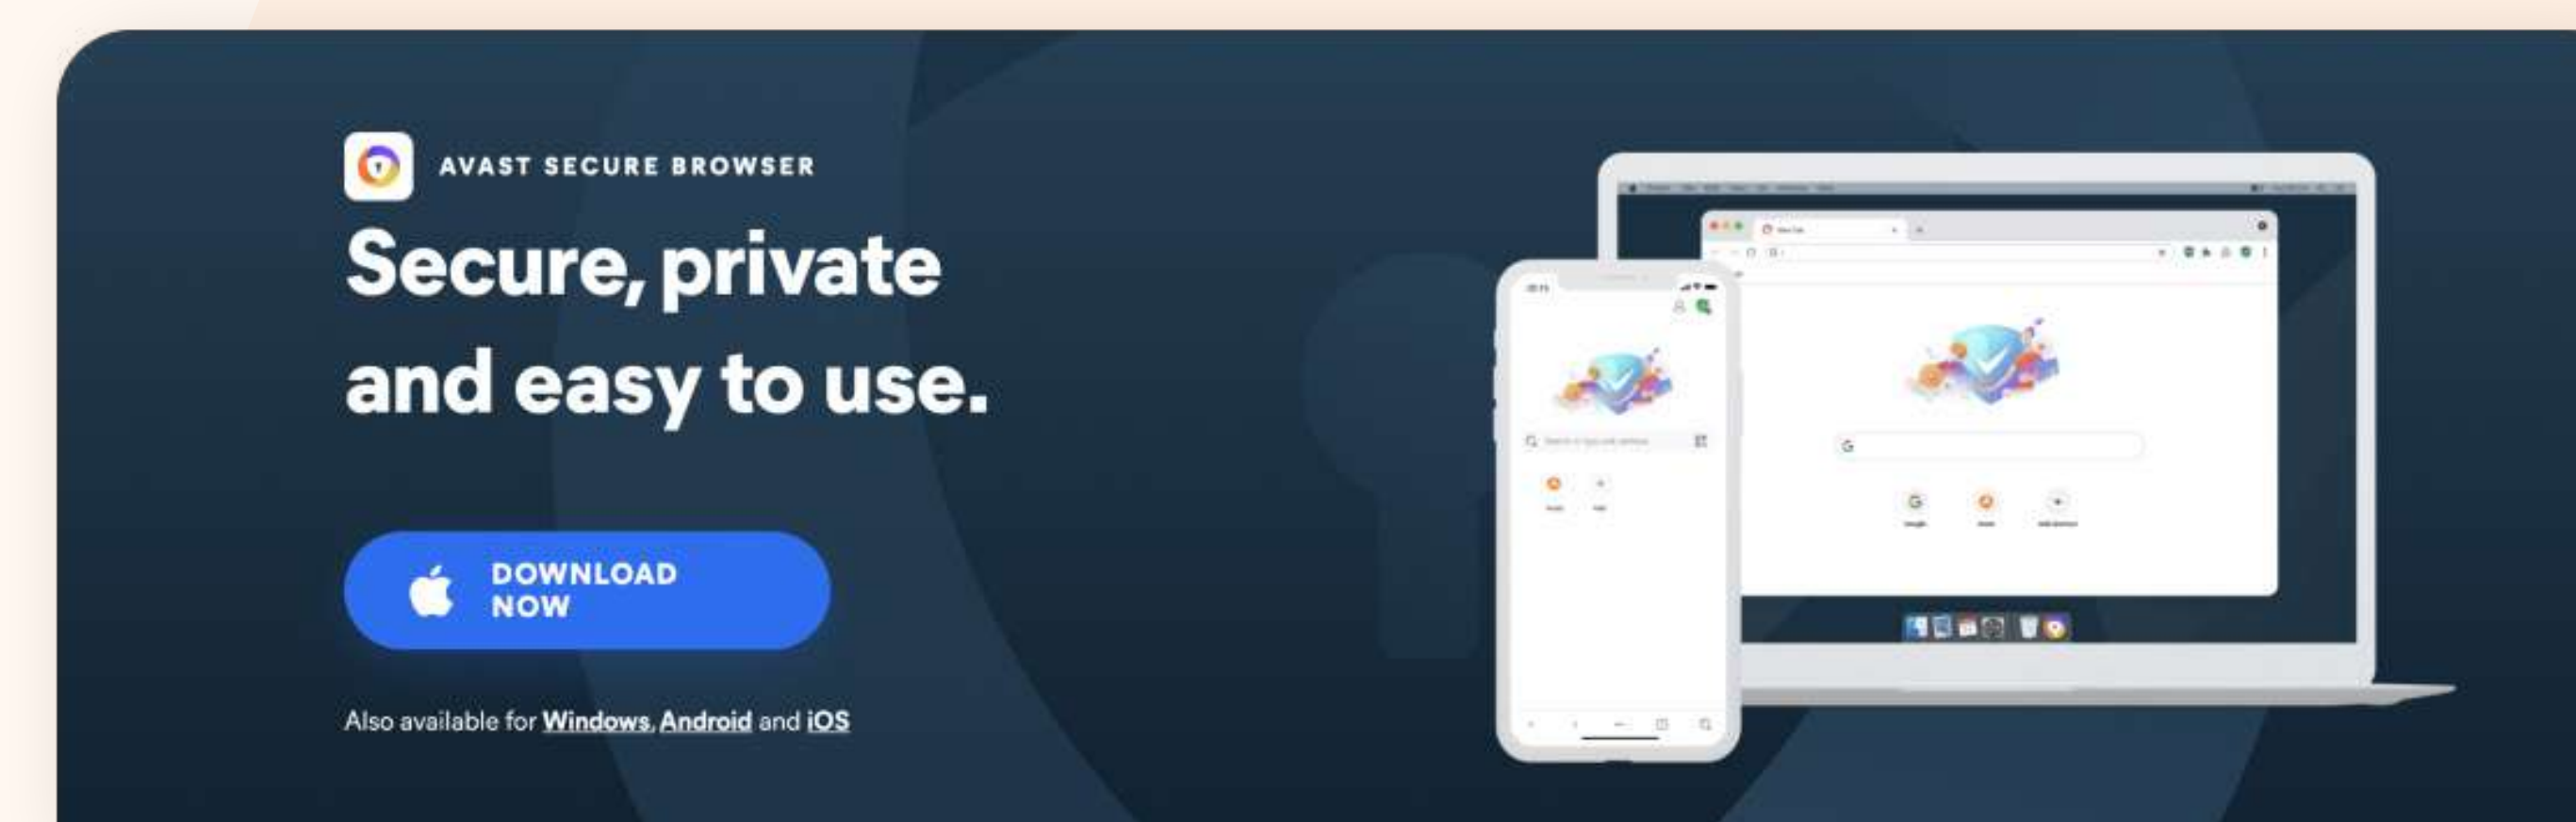 AVAST SECURE BROWSER
Secure, private
and easy to use.
DOWNLOAD
NOW
Also available for Windows, Android and iOS